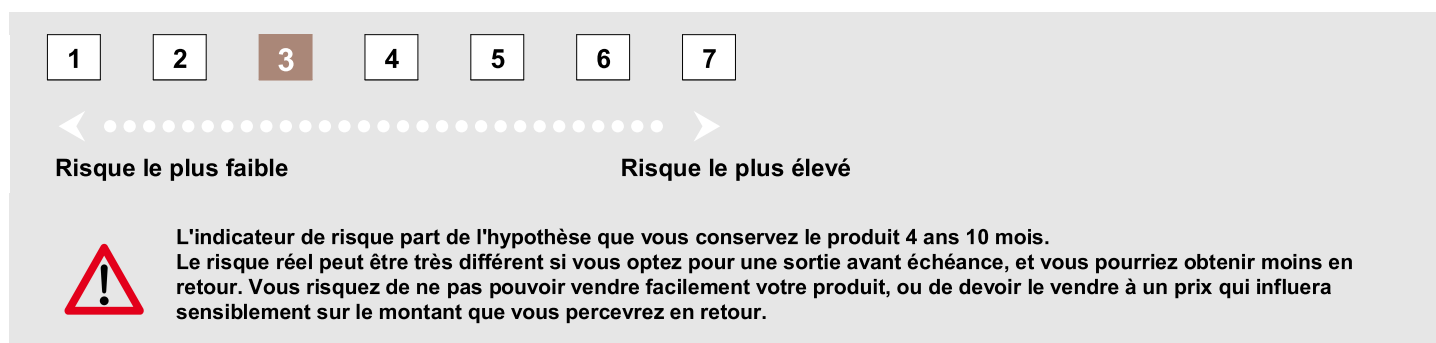 1 2 3 4 5 6 7
Risque le plus faible Risque le plus élevé
L'indicateur de risque part de l'hypothèse que vous conservez le produit 4 ans 10 mois.
Le risque réel peut être très différent si vous optez pour une sortie avant échéance, et vous pourriez obtenir moins en
retour. Vous risquez de ne pas pouvoir vendre facilement votre produit, ou de devoir le vendre à un prix qui influera
sensiblement sur le montant que vous percevrez en retour.